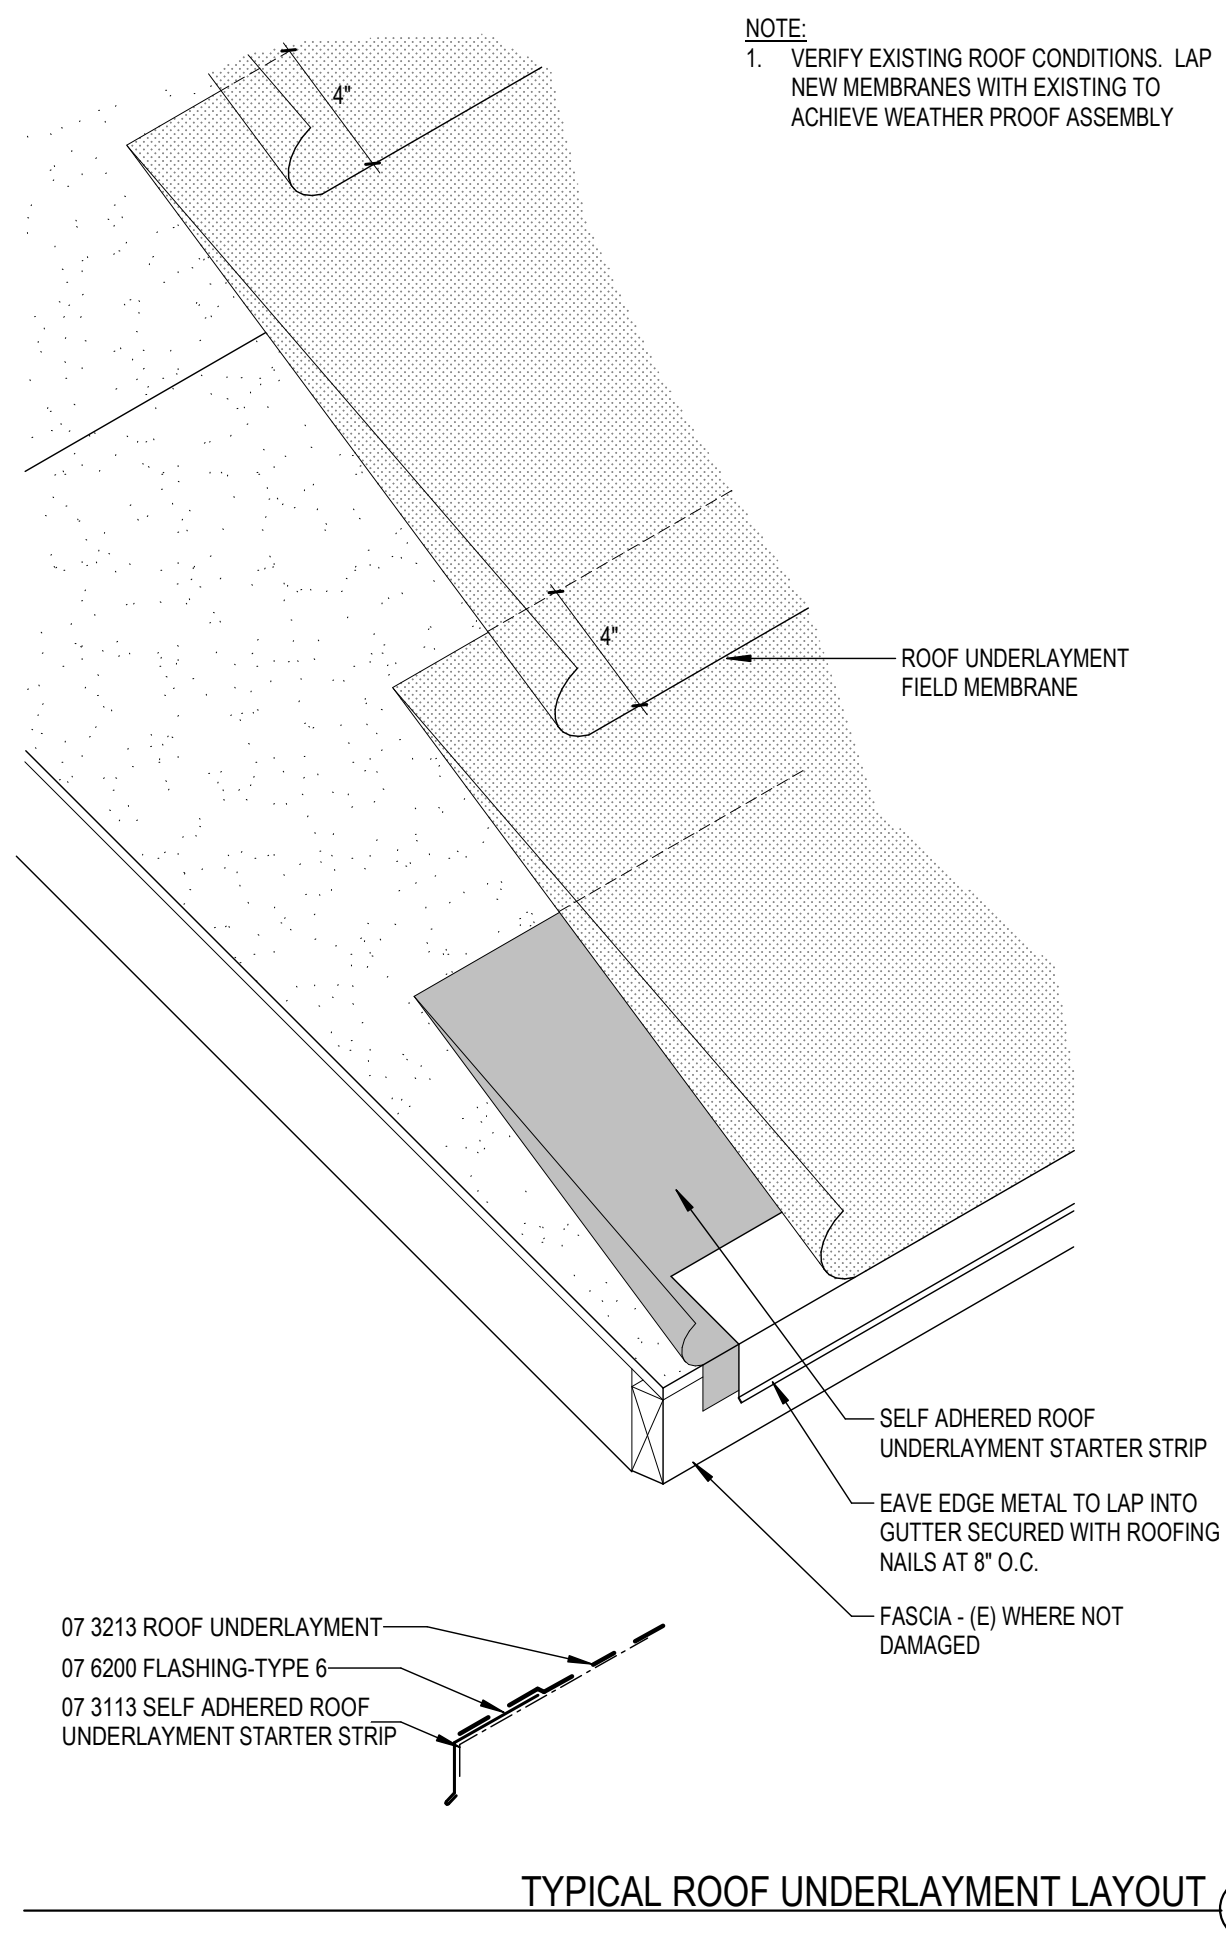 NOTE:
1. VERIFY EXISTING ROOF CONDITIONS. LAP
NEW MEMBRANES WITH EXISTING TO
ACHIEVE WEATHER PROOF ASSEMBLY
4"
4"
ROOF UNDERLAYMENT
FIELD MEMBRANE
SELF ADHERED ROOF
UNDERLAYMENT STARTER STRIP
EAVE EDGE METAL TO LAP INTO
GUTTER SECURED WITH ROOFING
NAILS AT 8" O.C.
FASCIA - (E) WHERE NOT
DAMAGED
07 3213 ROOF UNDERLAYMENT
07 6200 FLASHING-TYPE 6
07 3113 SELF ADHERED ROOF
UNDERLAYMENT STARTER STRIP
TYPICAL ROOF UNDERLAYMENT LAYOUT